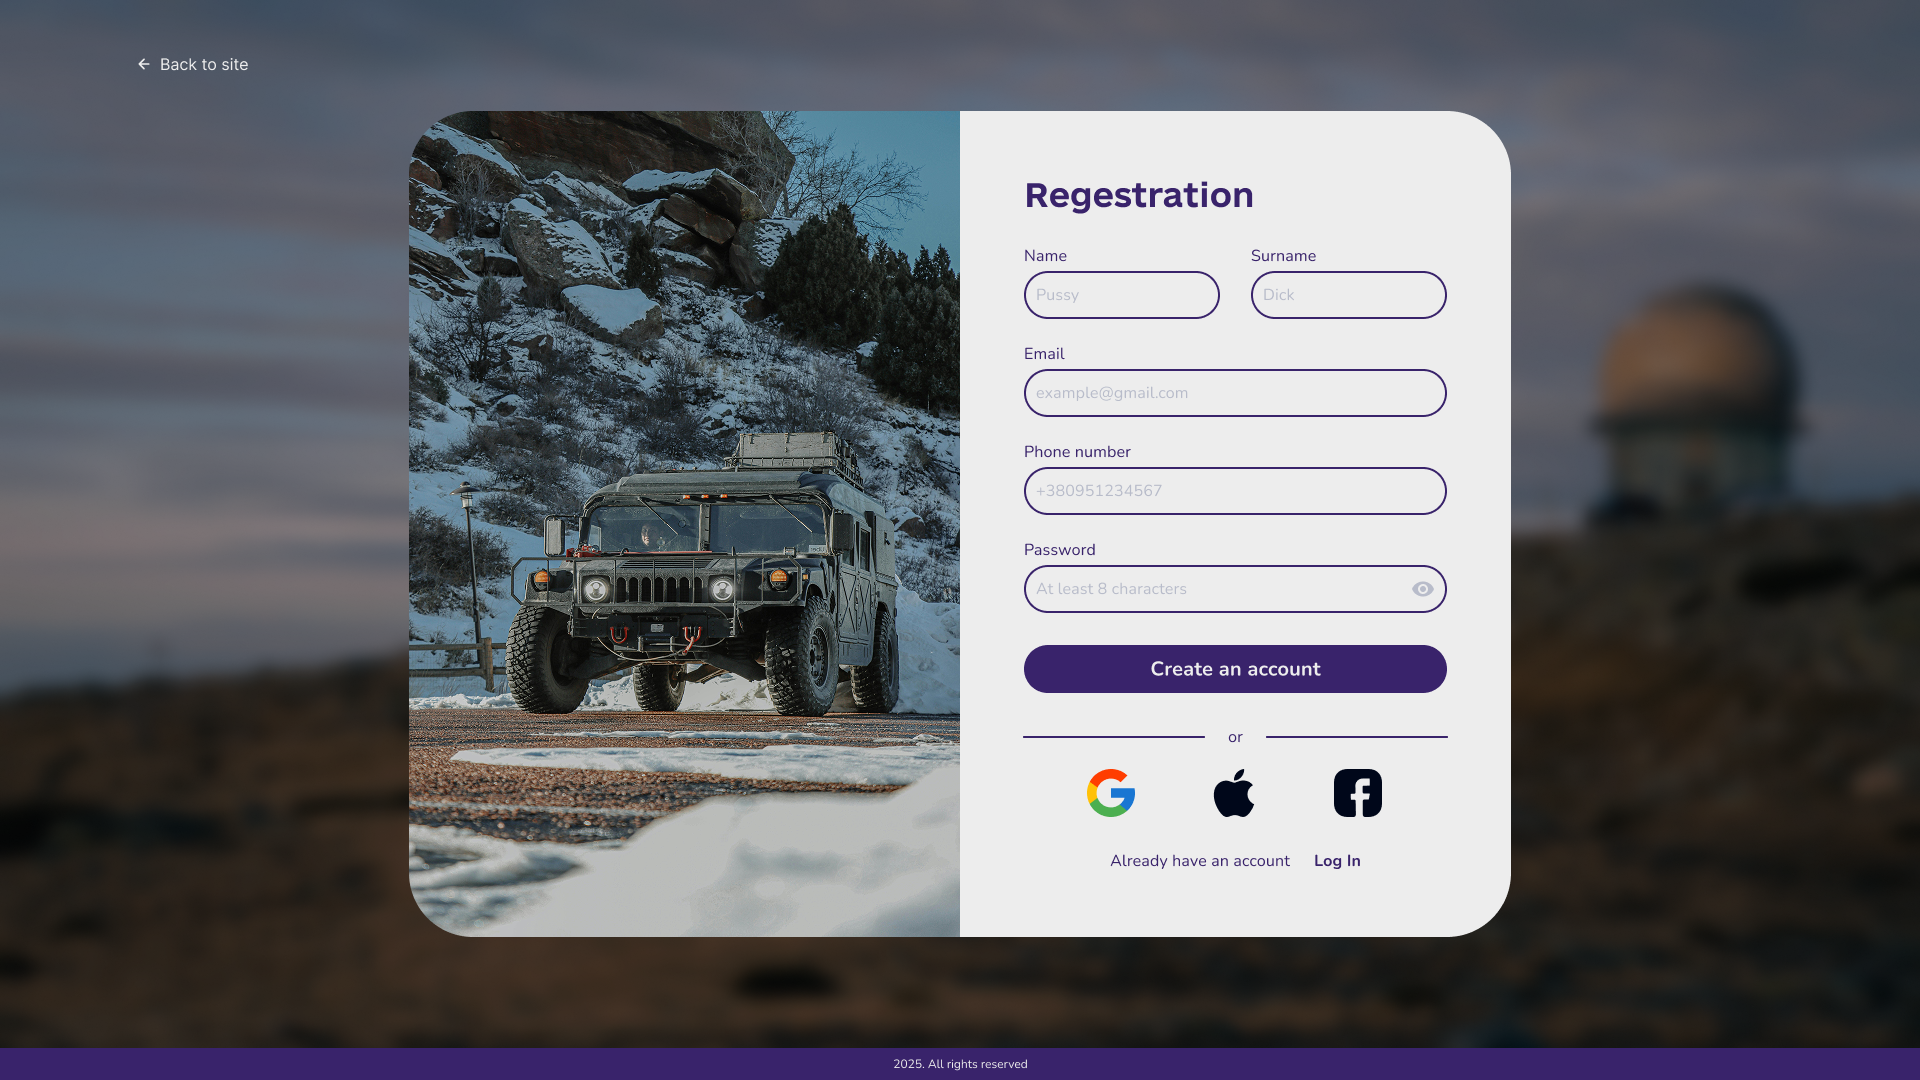 ← Back to site
Regestration
Name Surname
Pussy Dick
Email
example@gmail.com
Phone number
+380951234567
Password
At least 8 characters
Create an account
or
Already have an account Log In
2025. All rights reserved